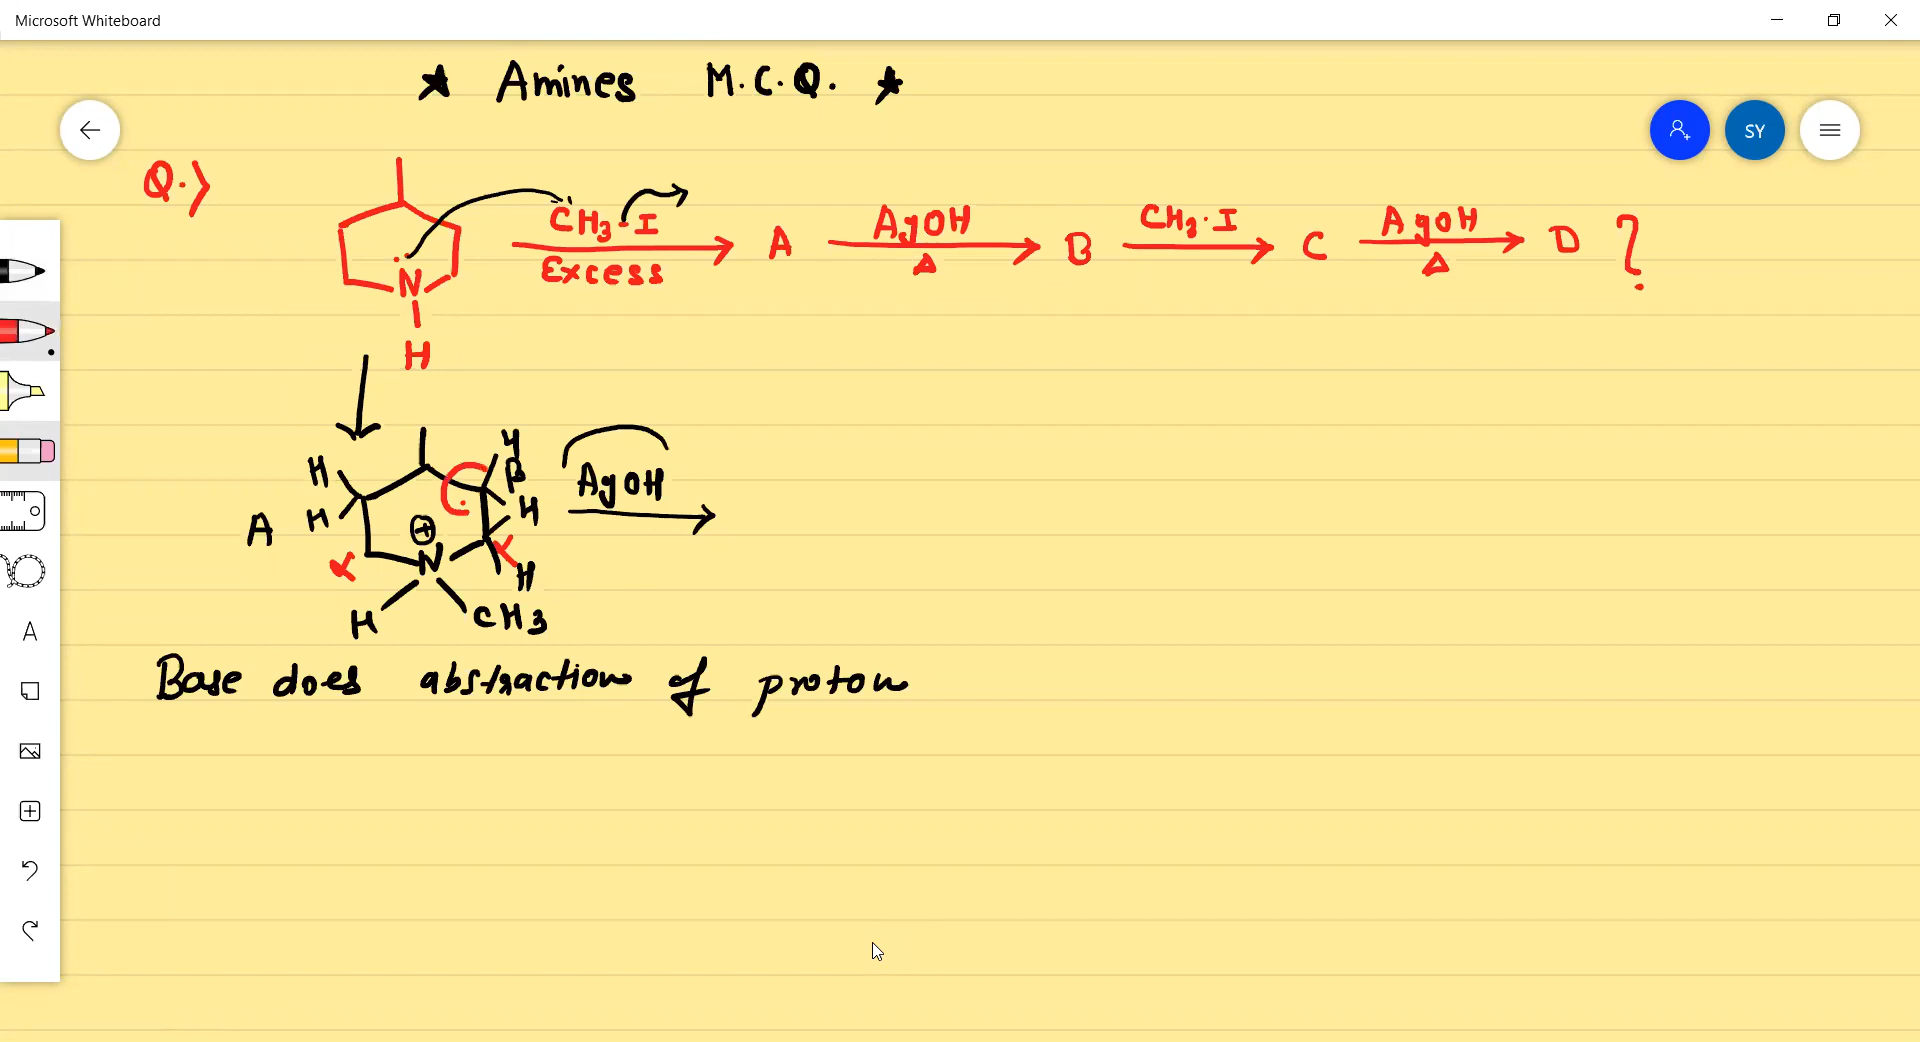 Microsoft Whiteboard
★ Amines M.C.Q. ★
SY
Q.>
CH3-I
Excess
A
AgOH
Δ
B
CH3·I
C
AgOH
Δ
D ?
N
H
A
H
H
⊕
N
H
CH3
α
α
β
H
H
H
AgOH
Base does abstraction of proton
A